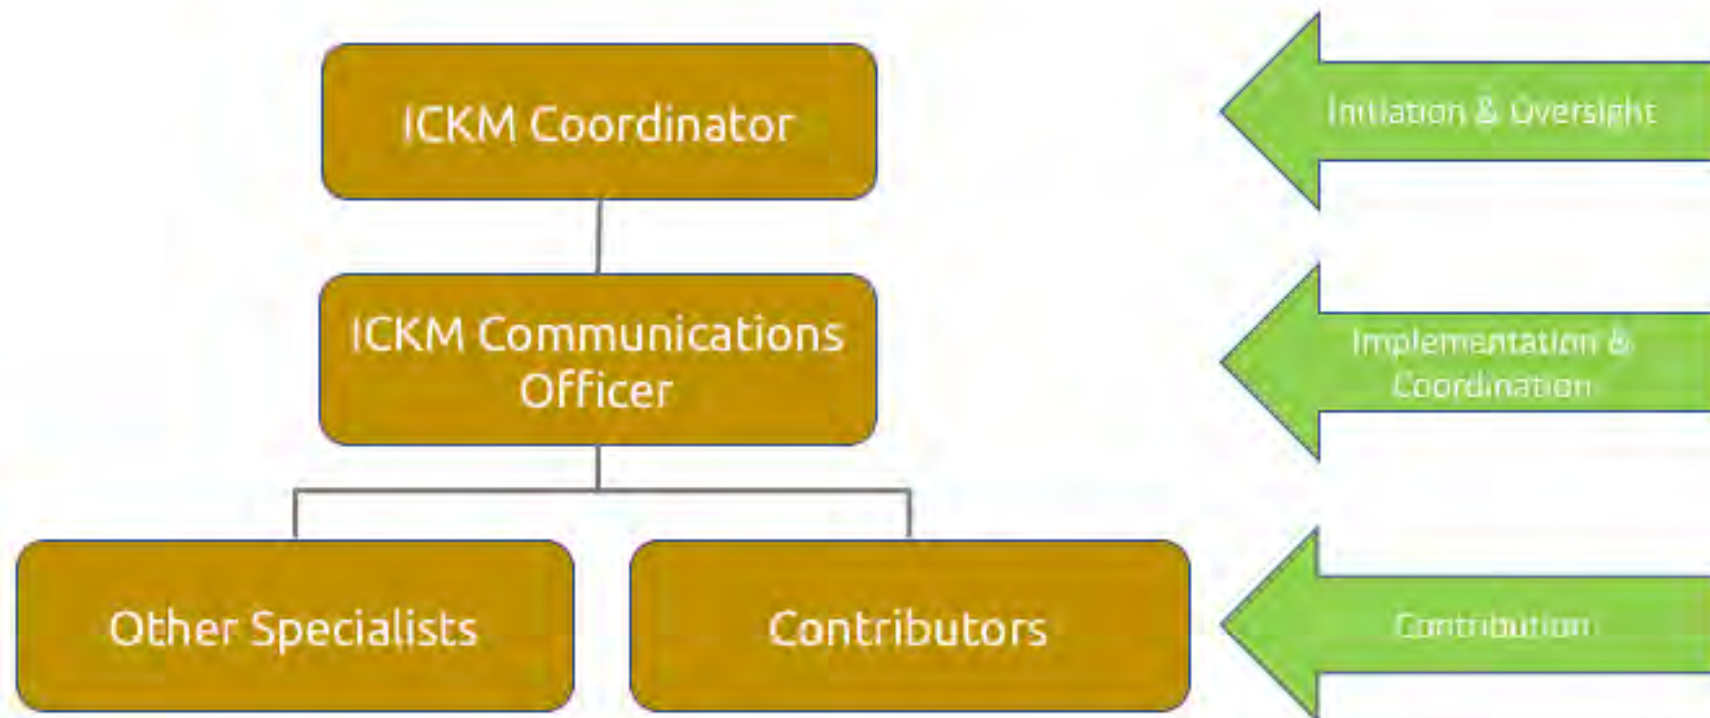 ICKM Coordinator
Initiation & Oversight
ICKM Communications
Officer
Implementation &
Coordination
Other Specialists
Contributors
Contribution